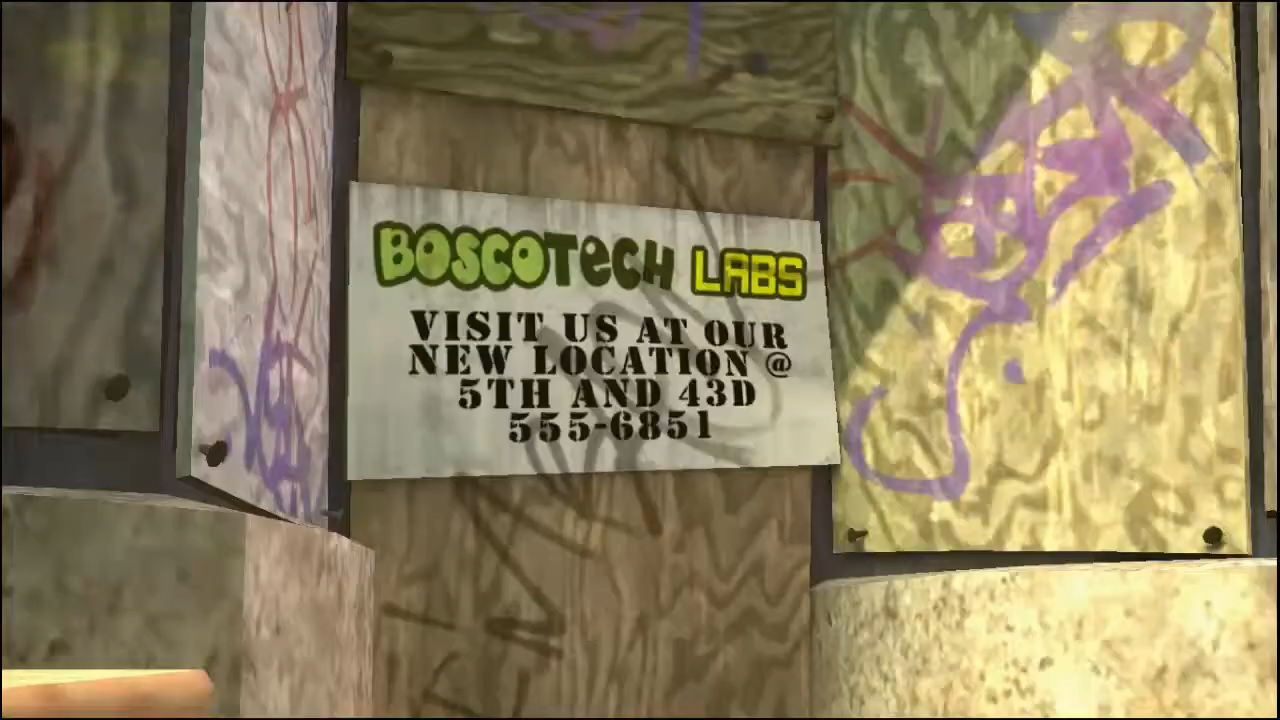 BOSCOTECH LABS
VISIT US AT OUR
NEW LOCATION @
5TH AND 43D
555-6851